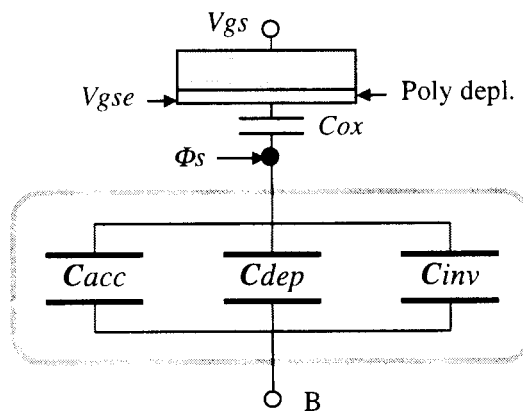 Vgs
Vgse
Poly depl.
Cox
Φs
Cacc
Cdep
Cinv
B